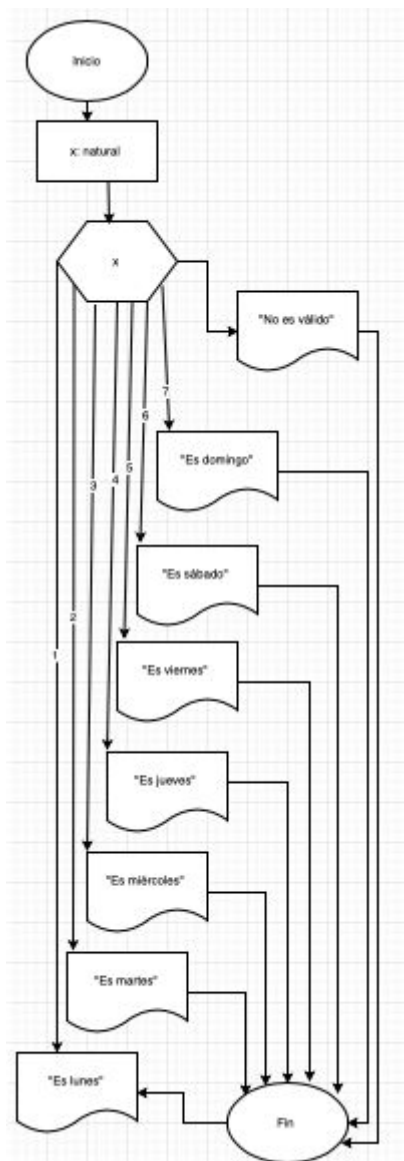 Inicio
x: natural
x
"No es válido"
7
6
"Es domingo"
5
4
3
"Es sábado"
2
1
"Es viernes"
"Es jueves"
"Es miércoles"
"Es martes"
"Es lunes"
Fin